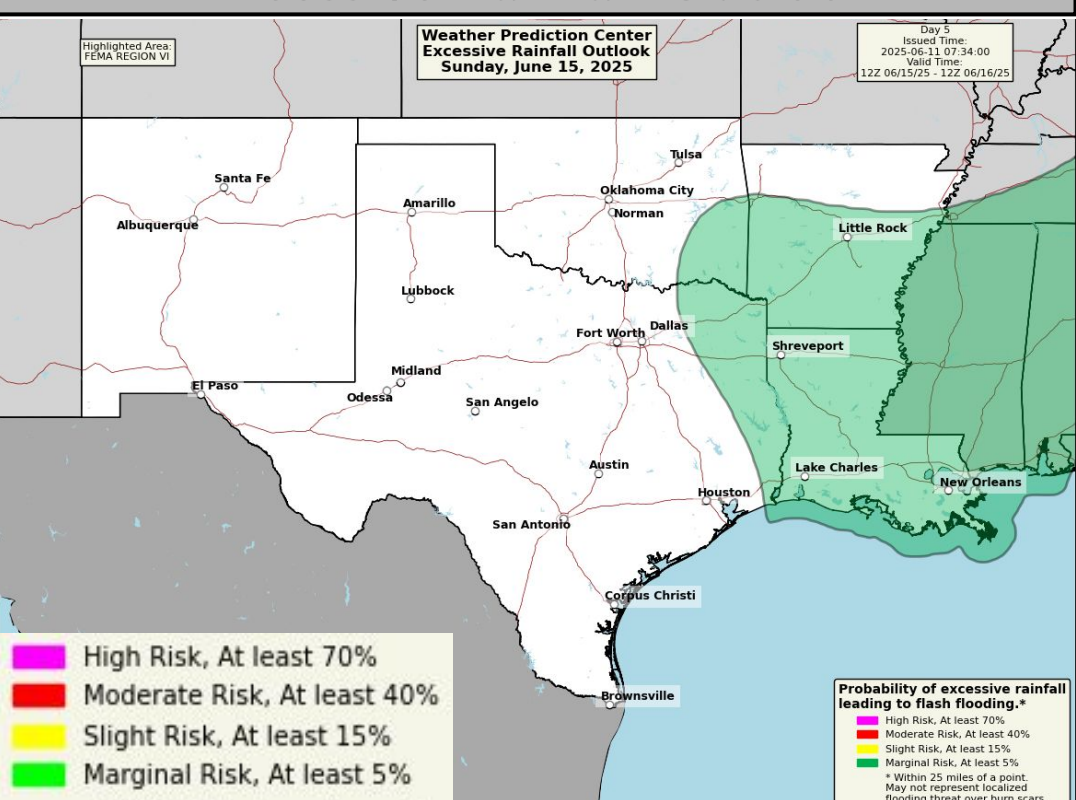 Highlighted Area:
FEMA REGION VI
Weather Prediction Center
Excessive Rainfall Outlook
Sunday, June 15, 2025
Day 5
Issued Time:
2025-06-11 07:34:00
Valid Time:
12Z 06/15/25 - 12Z 06/16/25
Tulsa
Santa Fe
Oklahoma City
Amarillo
Norman
Albuquerque
Little Rock
Lubbock
Dallas
Fort Worth
Shreveport
Midland
El Paso
Odessa
San Angelo
Austin
Lake Charles
New Orleans
Houston
San Antonio
Corpus Christi
Brownsville
High Risk, At least 70%
Moderate Risk, At least 40%
Slight Risk, At least 15%
Marginal Risk, At least 5%
Probability of excessive rainfall
leading to flash flooding.*
High Risk, At least 70%
Moderate Risk, At least 40%
Slight Risk, At least 15%
Marginal Risk, At least 5%
* Within 25 miles of a point.
May not represent localized
flooding threat over burn scars